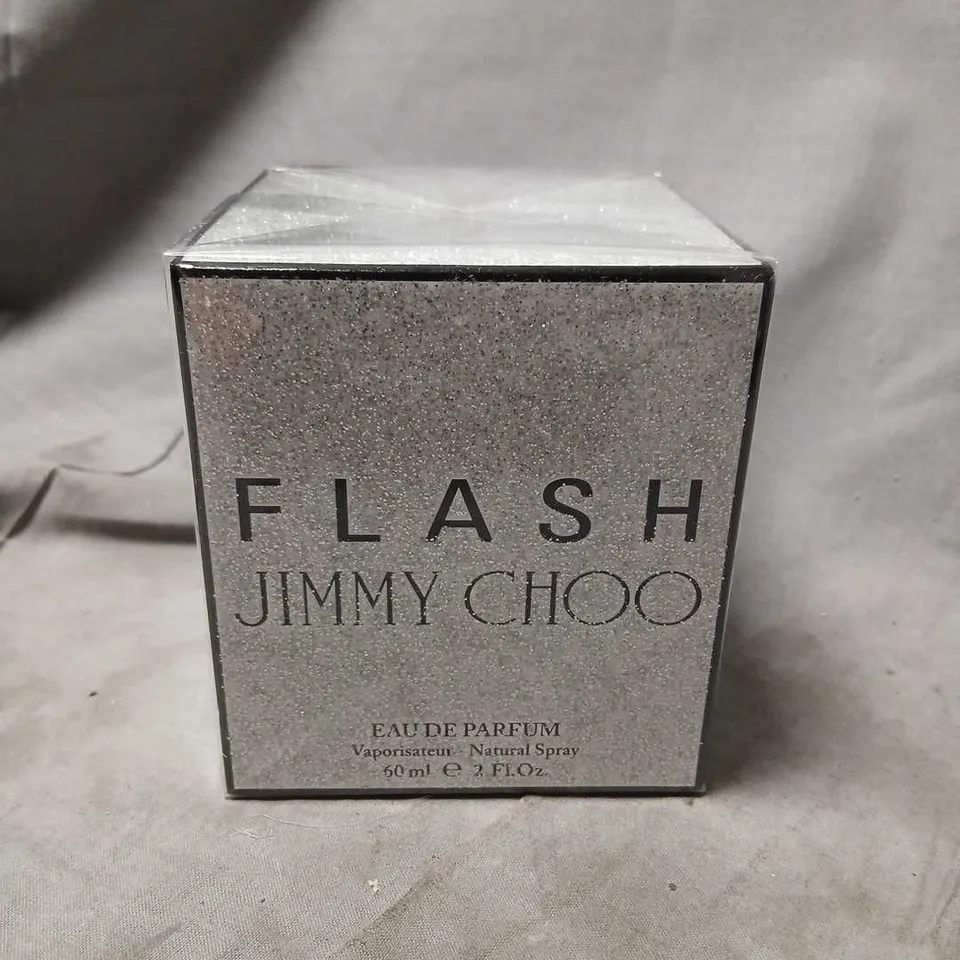 FLASH
JIMMY CHOO
EAU DE PARFUM
Vaporisateur - Natural Spray
60 ml ℮ 2 Fl.Oz.